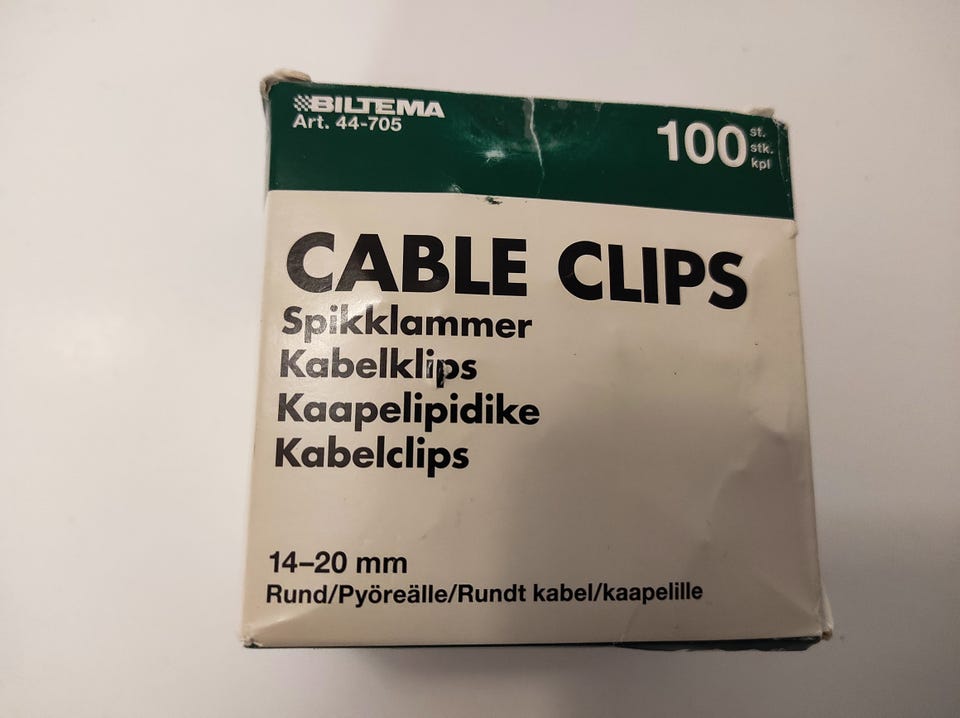 BILTEMA
Art. 44-705
100 st.
stk.
kpl
CABLE CLIPS
Spikklammer
Kabelklips
Kaapelipidike
Kabelclips
14–20 mm
Rund/Pyöreälle/Rundt kabel/kaapelille